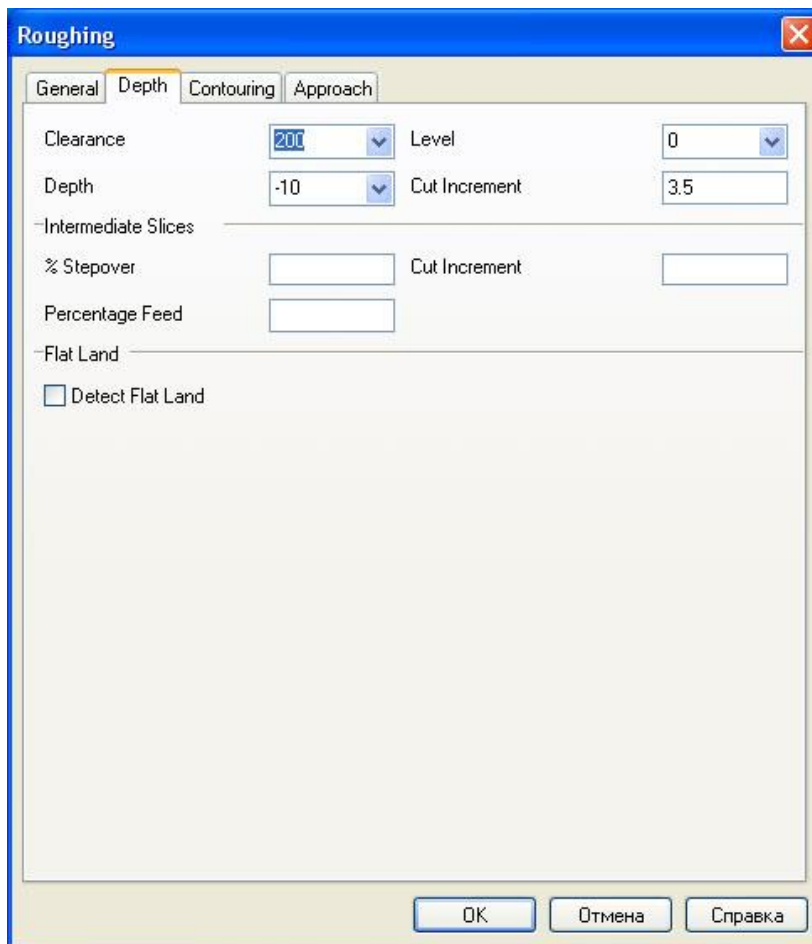 Roughing
General Depth Contouring Approach
Clearance 200 Level 0
Depth -10 Cut Increment 3.5
Intermediate Slices
% Stepover Cut Increment
Percentage Feed
Flat Land
Detect Flat Land
OK Отмена Справка